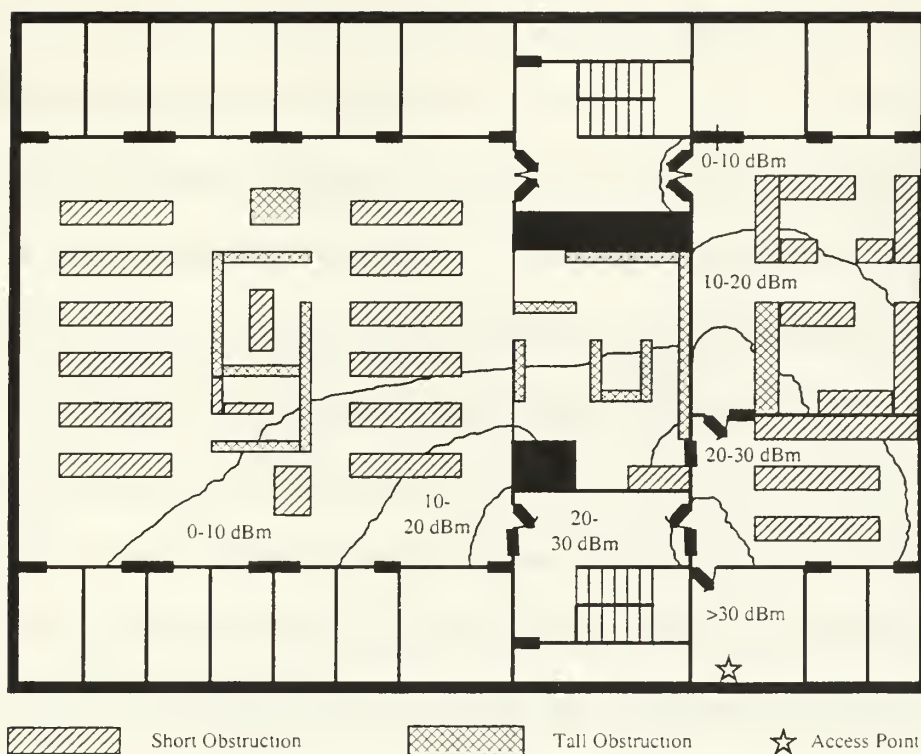 0-10 dBm
10-20 dBm
20-30 dBm
10-
20 dBm
20-
30 dBm
0-10 dBm
>30 dBm
Short Obstruction
Tall Obstruction
Access Point